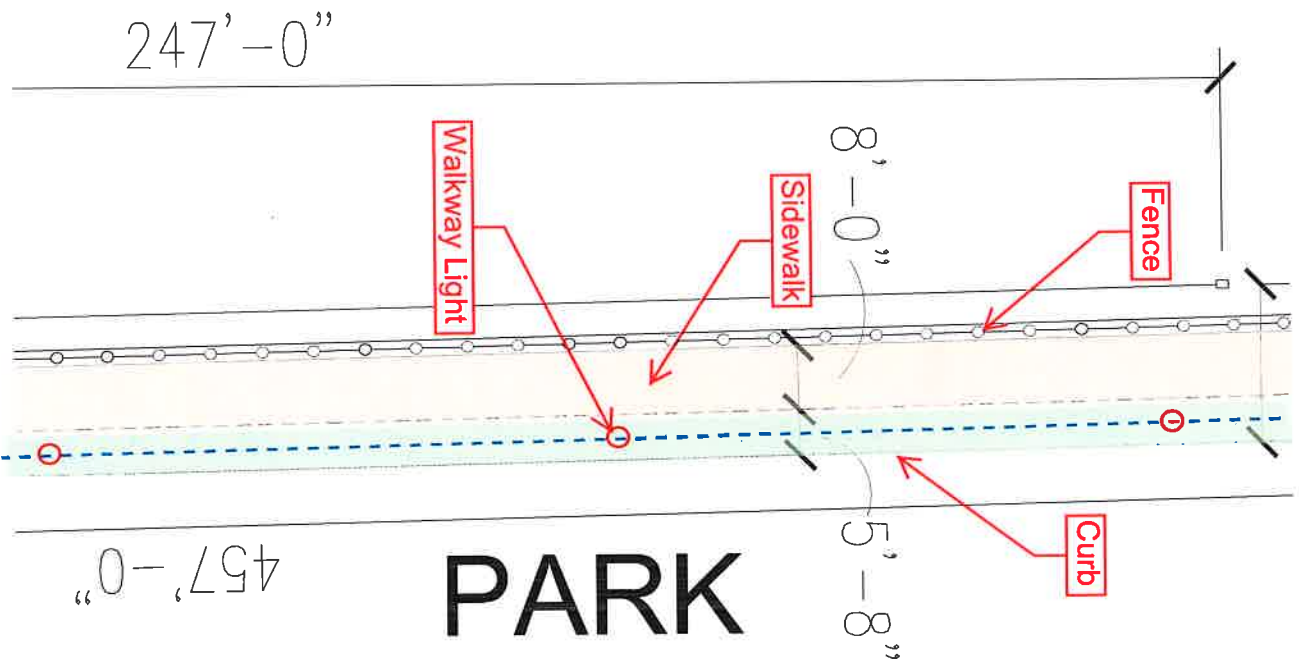 247'-0"
Walkway Light
Sidewalk
8'-0"
Fence
457'-0"
PARK
5'-8"
Curb